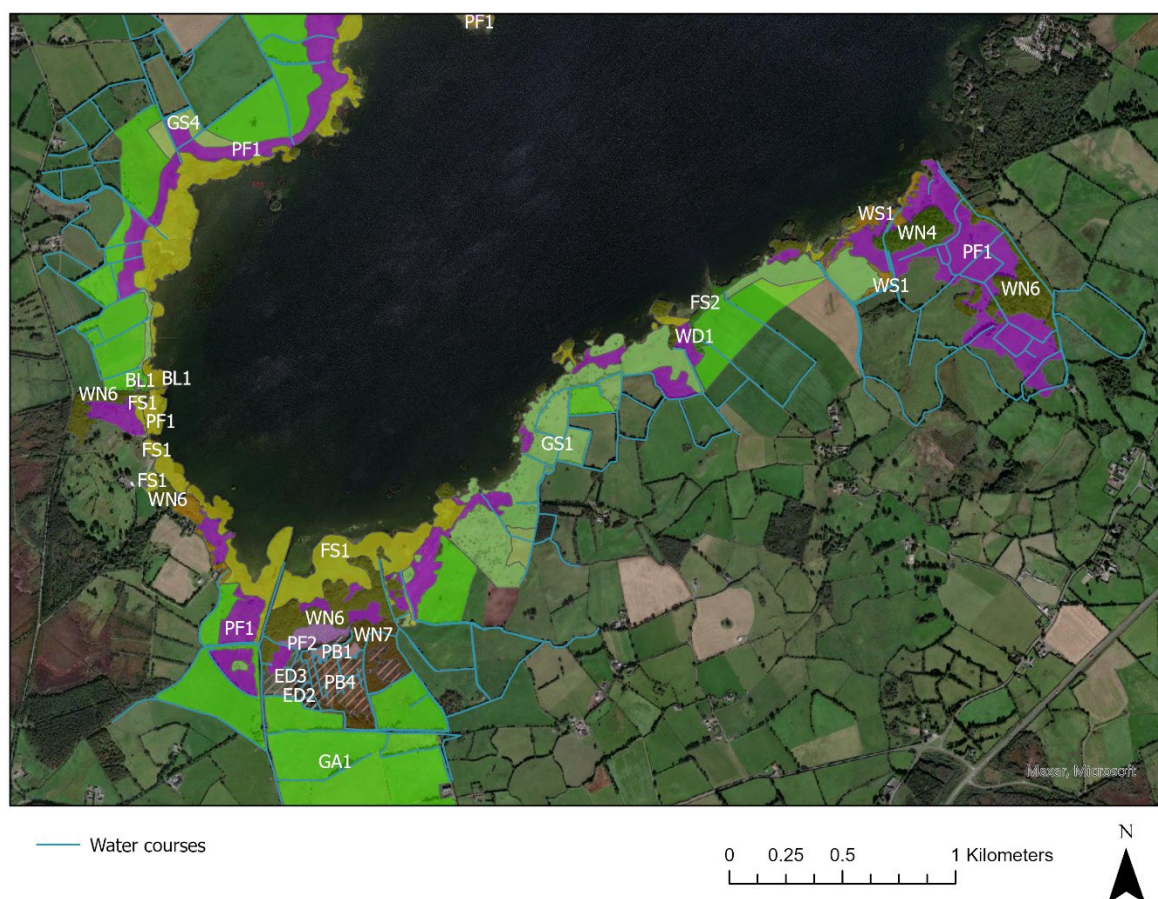 PF1
GS4
PF1
WS1
WN4
PF1
WS1
WN6
FS2
WD1
BL1 BL1
WN6
FS1
PF1
GS1
FS1
FS1
WN6
FS1
WN6
PF1
WN7
PF2
PB1
ED3
PB4
ED2
GA1
Maxar, Microsoft
Water courses
0 0.25 0.5 1 Kilometers
N